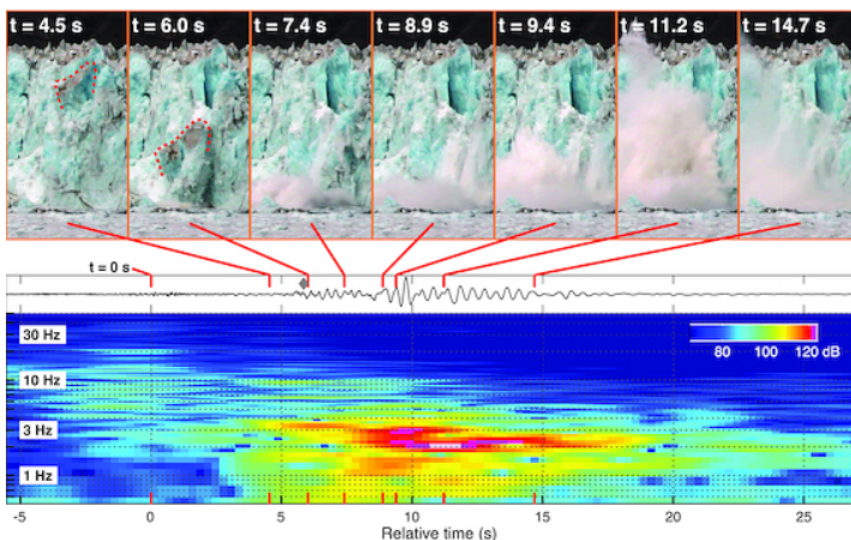 t = 4.5 s t = 6.0 s t = 7.4 s t = 8.9 s t = 9.4 s t = 11.2 s t = 14.7 s
t = 0 s
30 Hz
80 100 120 dB
10 Hz
3 Hz
1 Hz
-5 0 5 10 15 20 25
Relative time (s)